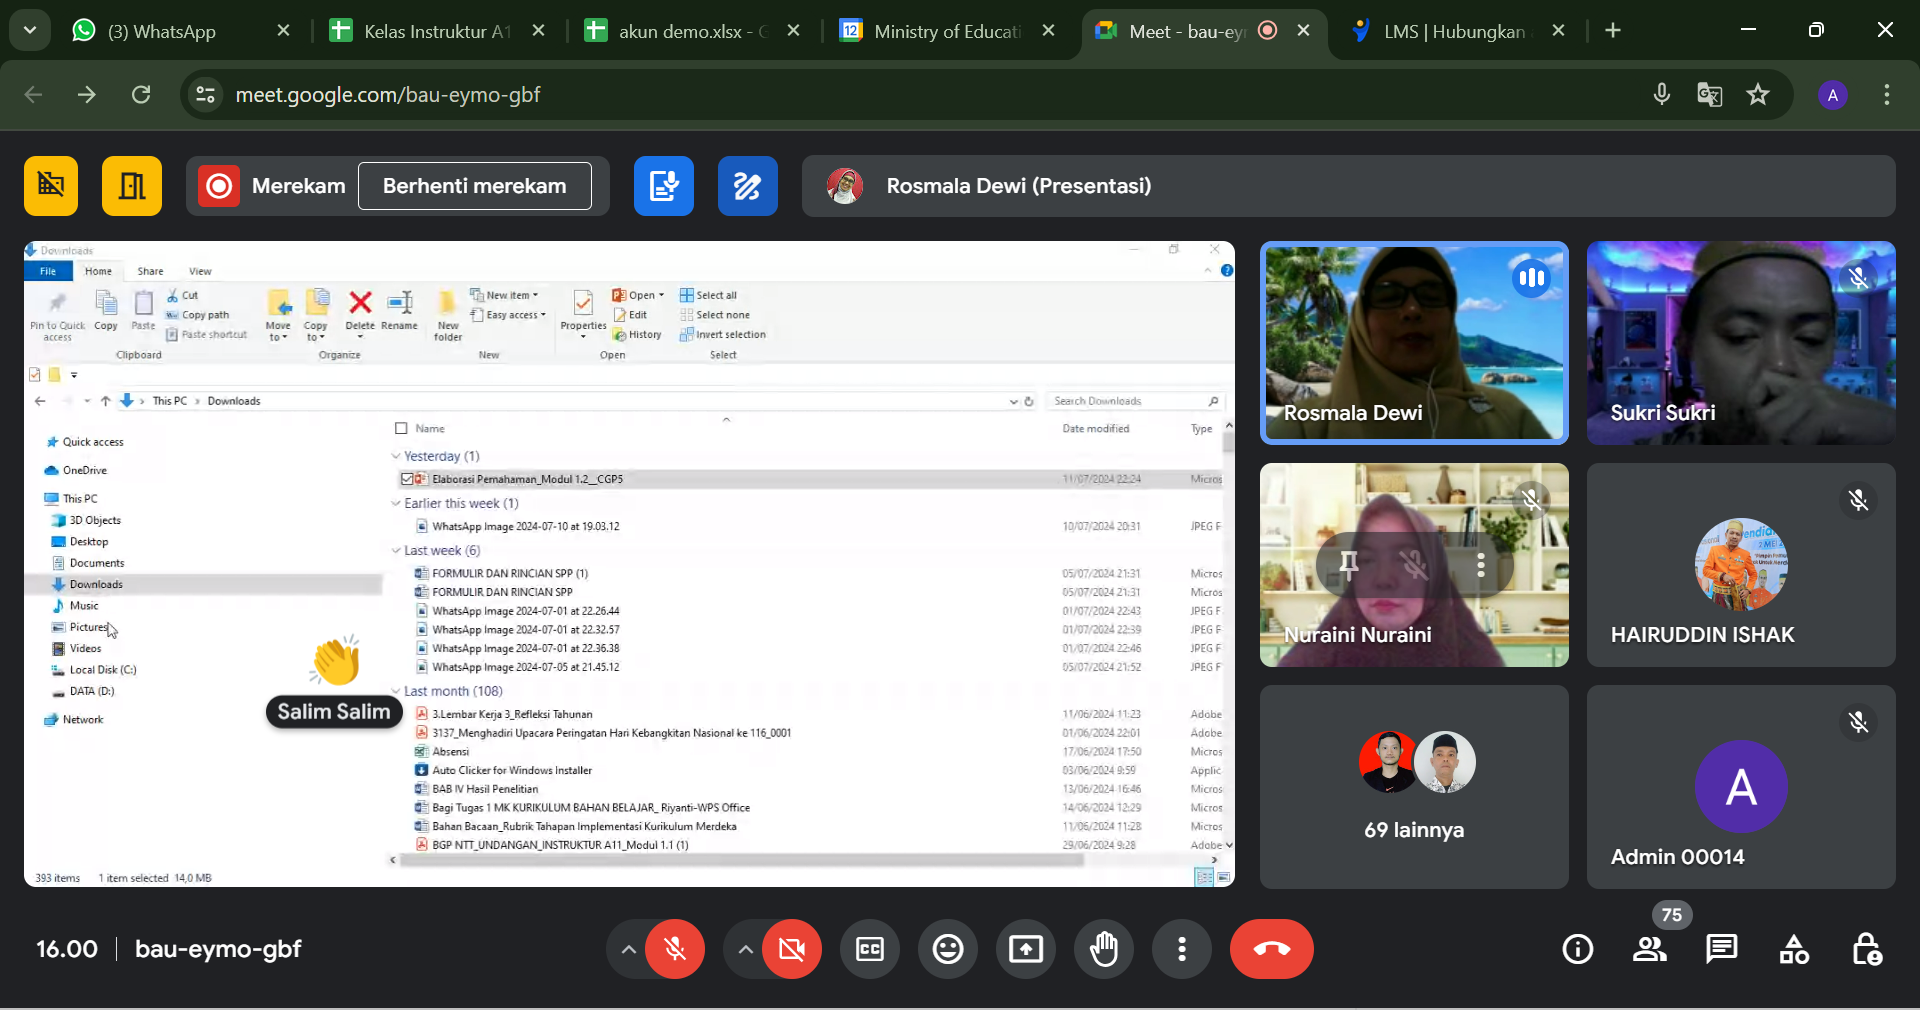 (3) WhatsApp
Kelas Instruktur A1
akun demo.xlsx - G
12
Ministry of Educati
Meet - bau-eym
LMS | Hubungkan
meet.google.com/bau-eymo-gbf
A
Merekam
Berhenti merekam
Rosmala Dewi (Presentasi)
Downloads
File Home Share View
Pin to Quick access
Copy
Paste
Cut
Copy path
Paste shortcut
Move to
Copy to
Delete
Rename
New folder
New item
Easy access
Properties
Open
Edit
History
Select all
Select none
Invert selection
Clipboard
Organize
New
Open
Select
This PC
Downloads
Search Downloads
Name
Date modified
Type
Quick access
OneDrive
This PC
3D Objects
Desktop
Documents
Downloads
Music
Pictures
Videos
Local Disk (C:)
DATA (D:)
Network
Yesterday (1)
Elaborasi Pemahaman_Modul 1.2__CGP5 11/07/2024 22:24 Micros
Earlier this week (1)
WhatsApp Image 2024-07-10 at 19.03.12 10/07/2024 20:31 JPEG F
Last week (6)
FORMULIR DAN RINCIAN SPP (1) 05/07/2024 21:31 Micros
FORMULIR DAN RINCIAN SPP 05/07/2024 21:31 Micros
WhatsApp Image 2024-07-01 at 22.26.44 01/07/2024 22:43 JPEG F
WhatsApp Image 2024-07-01 at 22.32.57 01/07/2024 22:39 JPEG F
WhatsApp Image 2024-07-01 at 22.36.38 01/07/2024 22:46 JPEG F
WhatsApp Image 2024-07-05 at 21.45.12 05/07/2024 21:52 JPEG F
Last month (108)
3.Lembar Kerja 3_Refleksi Tahunan 11/06/2024 11:23 Adobe
3137_Menghadiri Upacara Peringatan Hari Kebangkitan Nasional ke 116_0001 01/06/2024 22:01 Adobe
Absensi 17/06/2024 17:50 Micros
Auto Clicker for Windows Installer 03/06/2024 9:59 Applic
BAB IV Hasil Penelitian 13/06/2024 16:46 Micros
Bagi Tugas 1 MK KURIKULUM BAHAN BELAJAR_ Riyanti-WPS Office 14/06/2024 12:29 Micros
Bahan Bacaan_Rubrik Tahapan Implementasi Kurikulum Merdeka 11/06/2024 11:28 Micros
BGP NTT_UNDANGAN_INSTRUKTUR A11_Modul 1.1 (1) 29/06/2024 9:28 Adobe
393 items 1 item selected 14,0 MB
Salim Salim
Rosmala Dewi
Sukri Sukri
Nuraini Nuraini
HAIRUDDIN ISHAK
69 lainnya
A
Admin 00014
16.00
bau-eymo-gbf
CC
75